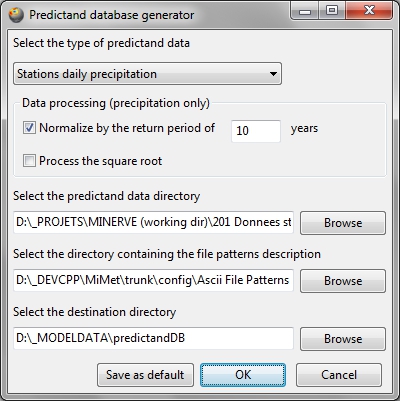 Predictand database generator
Select the type of predictand data
Stations daily precipitation
Data processing (precipitation only)
Normalize by the return period of 10 years
Process the square root
Select the predictand data directory
D:\_PROJETS\MINERVE (working dir)\201 Donnees st Browse
Select the directory containing the file patterns description
D:\_DEVCPP\MiMet\trunk\config\Ascii File Patterns Browse
Select the destination directory
D:\_MODELDATA\predictandDB Browse
Save as default OK Cancel